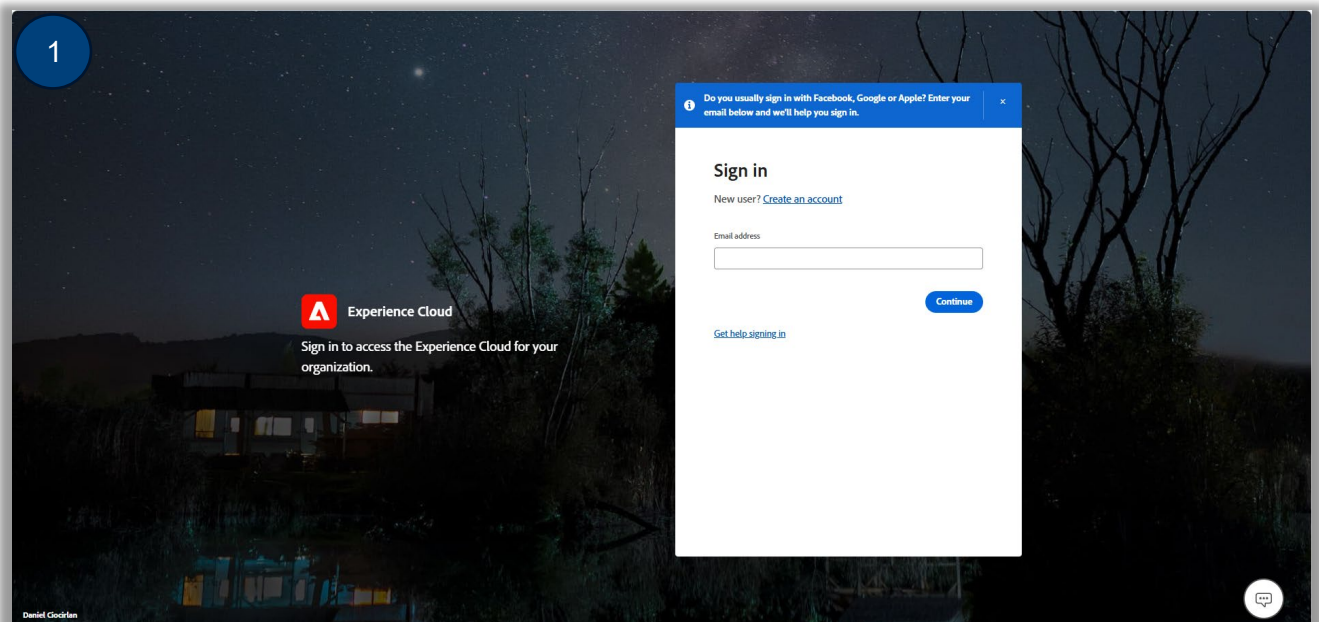 1
Do you usually sign in with Facebook, Google or Apple? Enter your
email below and we'll help you sign in.
Sign in
New user? Create an account
Email address
Continue
Get help signing in
Experience Cloud
Sign in to access the Experience Cloud for your
organization.
Daniel Ciocirlan